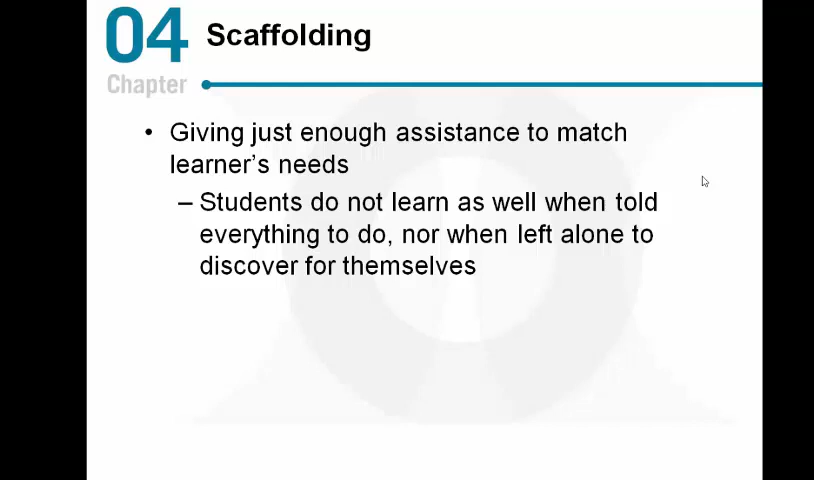 04 Scaffolding
Chapter
• Giving just enough assistance to match
learner's needs
– Students do not learn as well when told
everything to do, nor when left alone to
discover for themselves